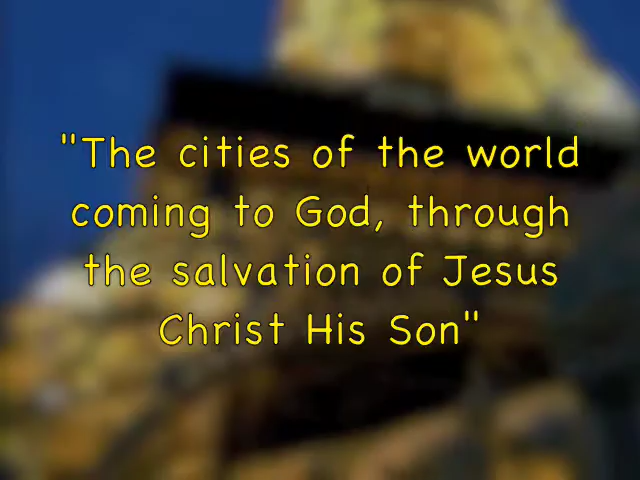 "The cities of the world
coming to God, through
the salvation of Jesus
Christ His Son"